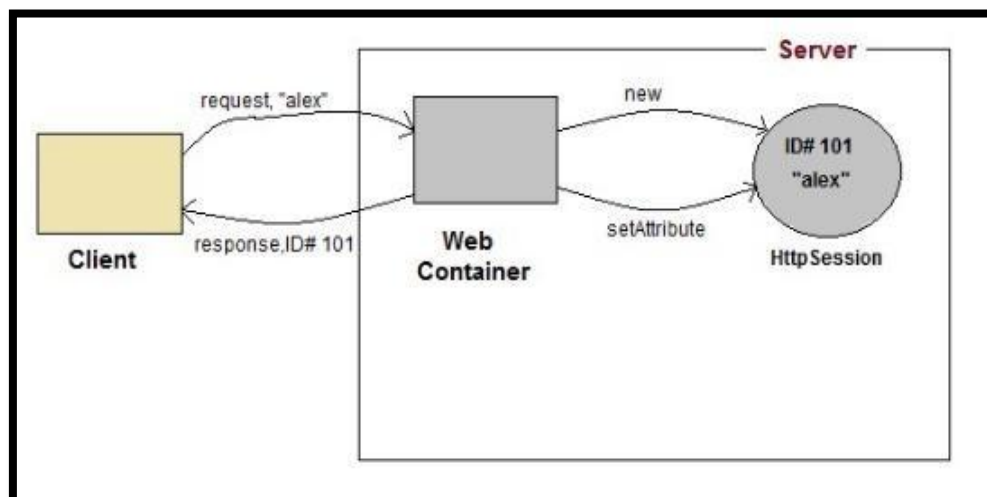 Server
request, "alex"
new
ID# 101
"alex"
response,ID# 101
setAttribute
Client
Web
Container
HttpSession